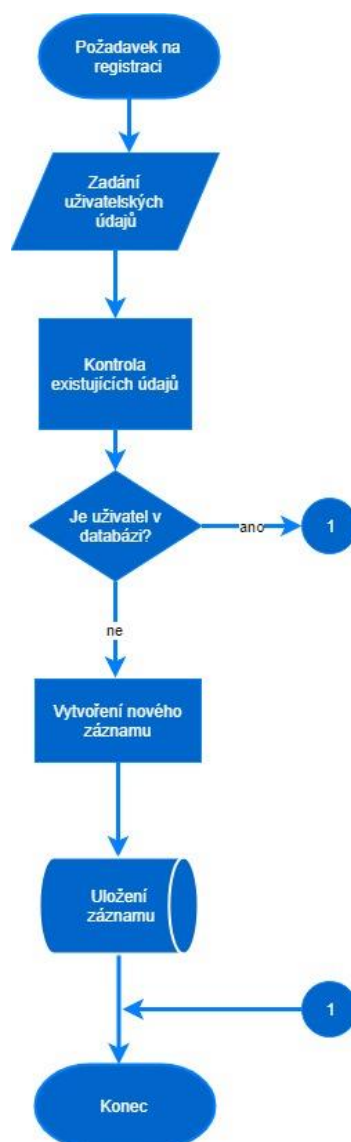 Požadavek na
registraci
Zadání
uživatelských
údajů
Kontrola
existujících údajů
Je uživatel v
databázi?
ano
1
ne
Vytvoření nového
záznamu
Uložení
záznamu
1
Konec